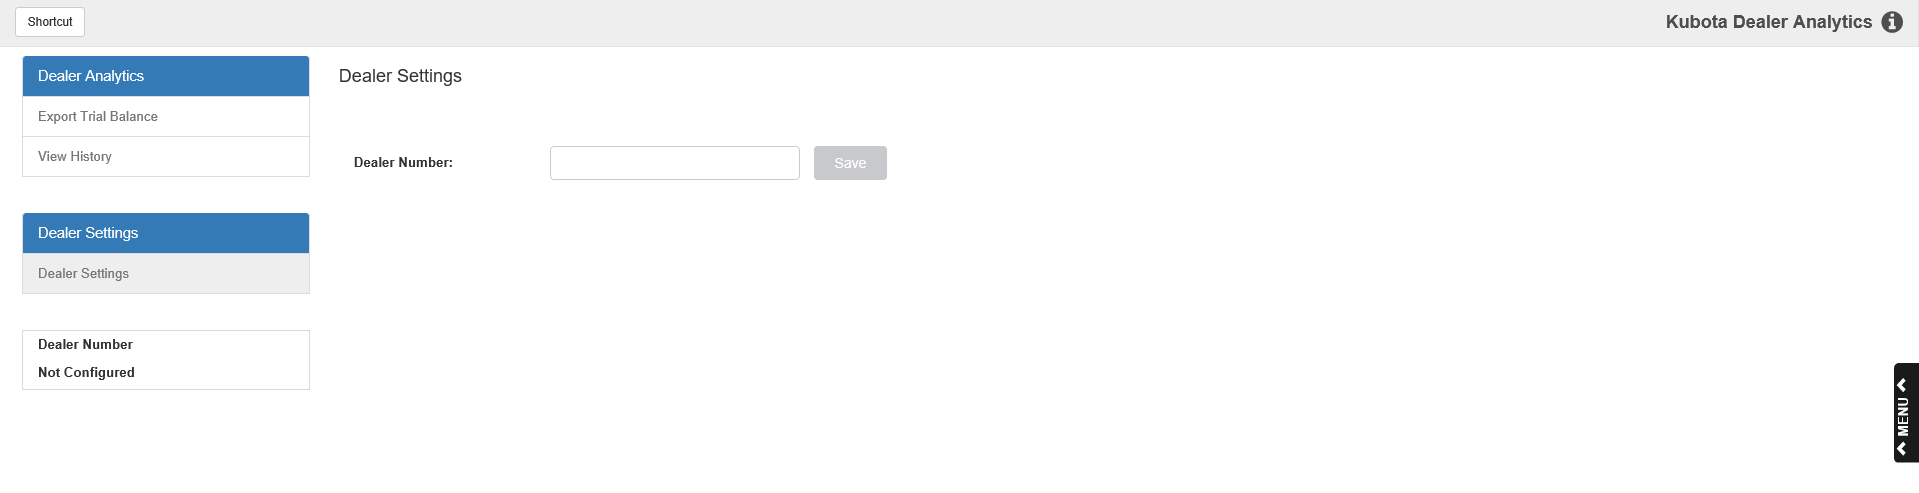 Shortcut
Kubota Dealer Analytics
Dealer Analytics
Export Trial Balance
View History
Dealer Settings
Dealer Settings
Dealer Number
Not Configured
Dealer Settings
Dealer Number:
Save
MENU